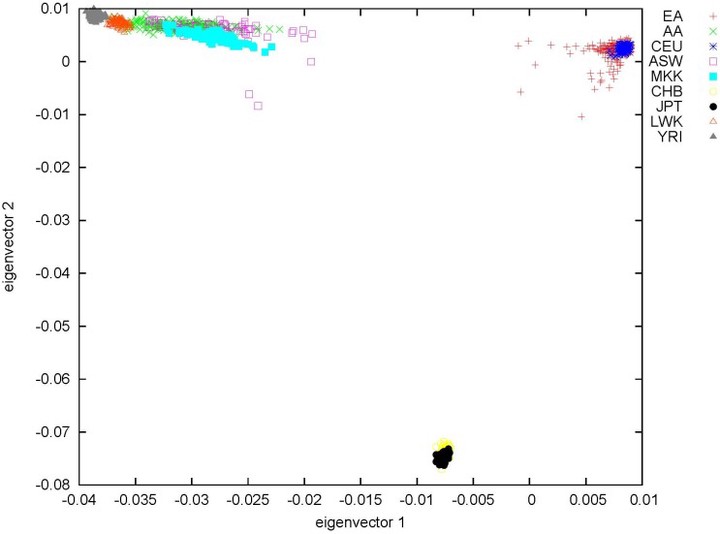 0.01
0
-0.01
-0.02
-0.03
-0.04
-0.05
-0.06
-0.07
-0.08
eigenvector 2
-0.04 -0.035 -0.03 -0.025 -0.02 -0.015 -0.01 -0.005 0 0.005 0.01
eigenvector 1
EA
AA
CEU
ASW
MKK
CHB
JPT
LWK
YRI